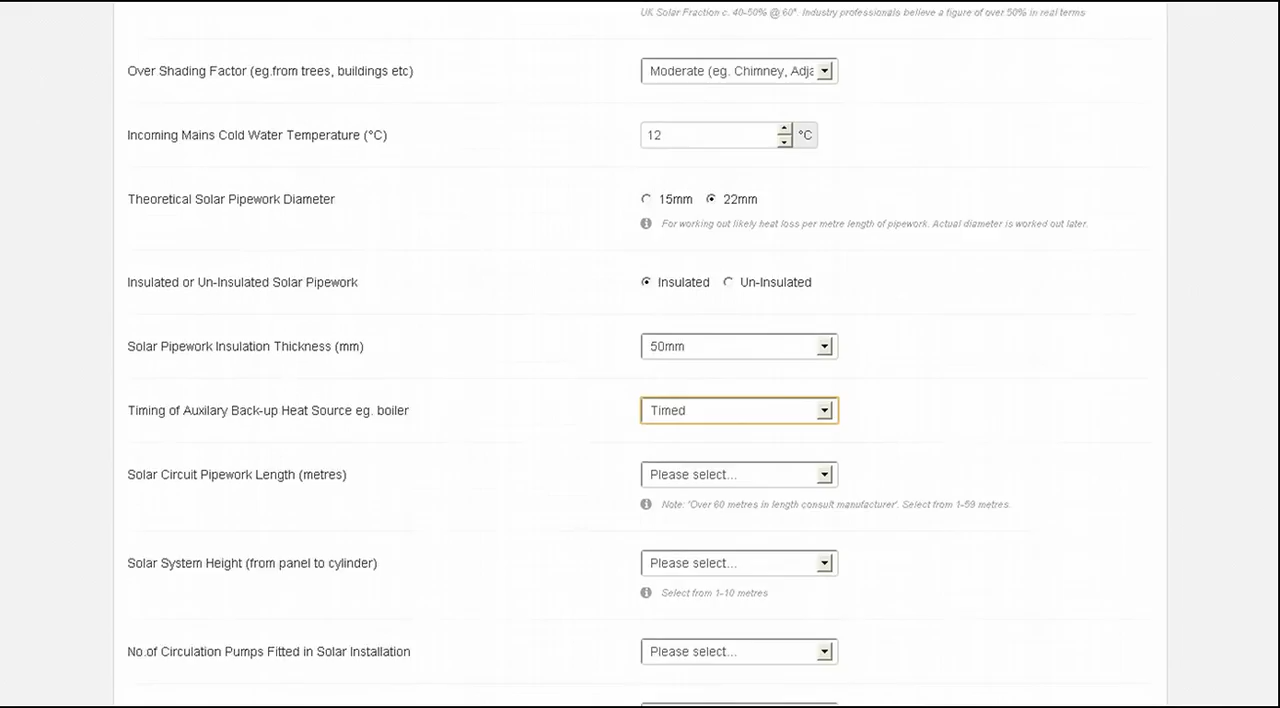 UK Solar Fraction c. 40-50% @ 60°. Industry professionals believe a figure of over 50% in real terms
Over Shading Factor (eg.from trees, buildings etc) Moderate (eg. Chimney, Adja
Incoming Mains Cold Water Temperature (°C) 12 °C
Theoretical Solar Pipework Diameter 15mm 22mm
For working out likely heat loss per metre length of pipework. Actual diameter is worked out later.
Insulated or Un-Insulated Solar Pipework Insulated Un-Insulated
Solar Pipework Insulation Thickness (mm) 50mm
Timing of Auxilary Back-up Heat Source eg. boiler Timed
Solar Circuit Pipework Length (metres) Please select...
Note: 'Over 60 metres in length consult manufacturer'. Select from 1-59 metres.
Solar System Height (from panel to cylinder) Please select...
Select from 1-10 metres
No.of Circulation Pumps Fitted in Solar Installation Please select...